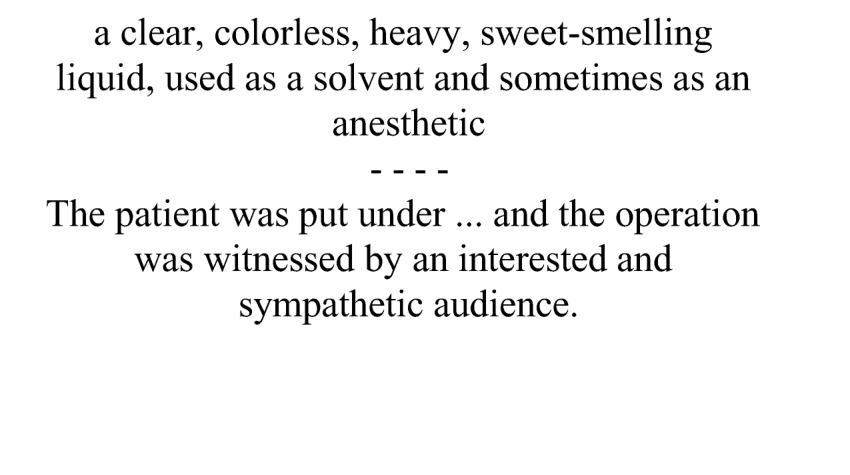 a clear, colorless, heavy, sweet-smelling
liquid, used as a solvent and sometimes as an
anesthetic
- - - -
The patient was put under ... and the operation
was witnessed by an interested and
sympathetic audience.